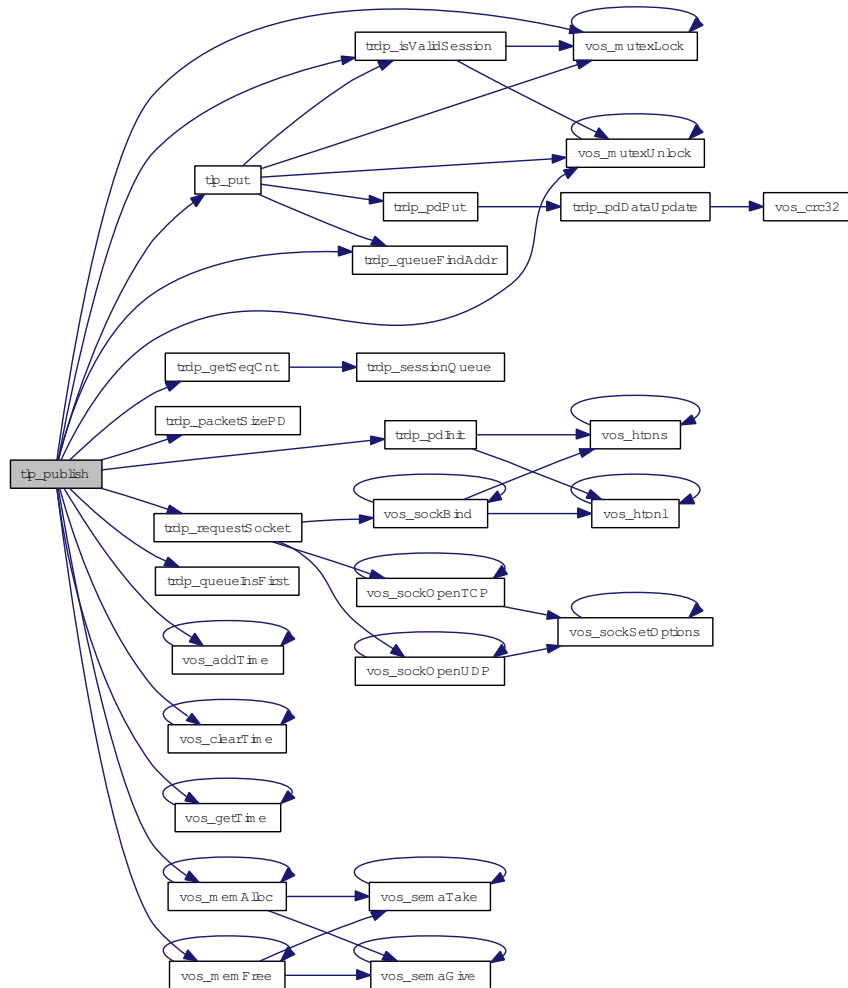 trdp_isValidSession
vos_mutexLock
vos_mutexUnlock
tlp_put
trdp_pdPut
trdp_pdDataUpdate
vos_crc32
trdp_queueFindAddr
trdp_getSeqCnt
trdp_sessionQueue
trdp_packetSizePD
trdp_pdInit
vos_htons
tlp_publish
vos_sockBind
vos_htonl
trdp_requestSocket
trdp_queueInsFirst
vos_sockOpenTCP
vos_sockSetOptions
vos_addTime
vos_sockOpenUDP
vos_clearTime
vos_getTime
vos_memAlloc
vos_semaTake
vos_memFree
vos_semaGive